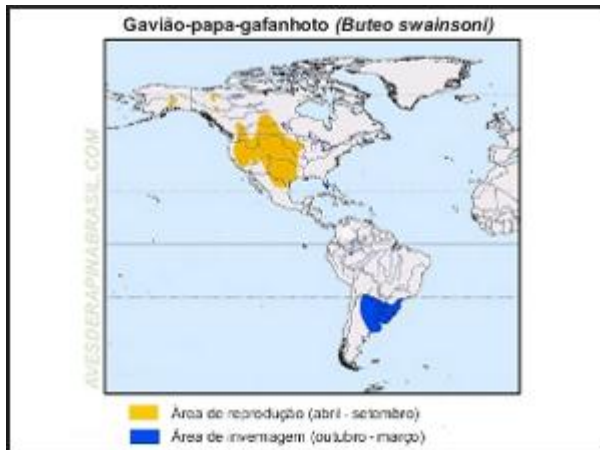 Gavião-papa-gafanhoto (Buteo swainsoni)
AVESDERAPINABRASIL.COM
Área de reprodução (abril - setembro)
Área de invernagem (outubro - março)